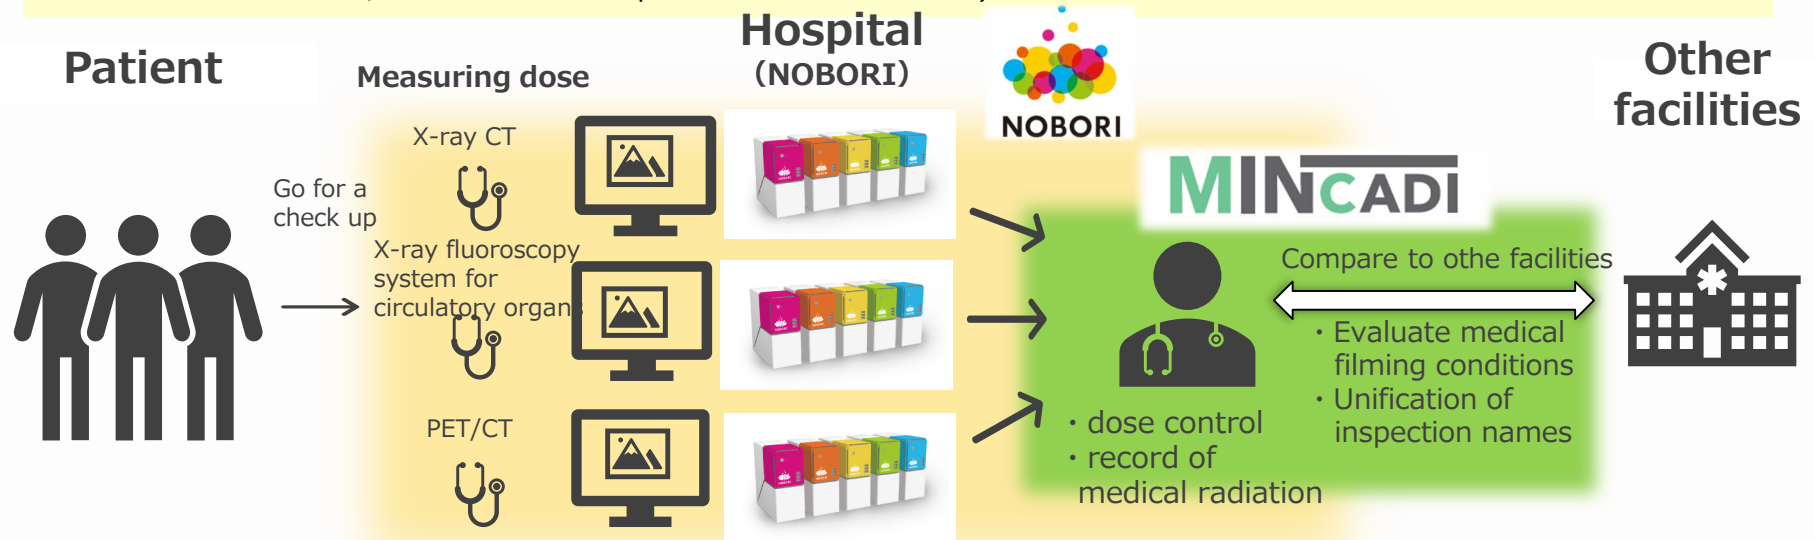 Patient
Measuring dose
Hospital
（NOBORI）
NOBORI
Other
facilities
MINCADI
Go for a
check up
X-ray CT
X-ray fluoroscopy
system for
circulatory organs
PET/CT
Compare to othe facilities
・Evaluate medical
filming conditions
・Unification of
inspection names
・dose control
・record of
medical radiation